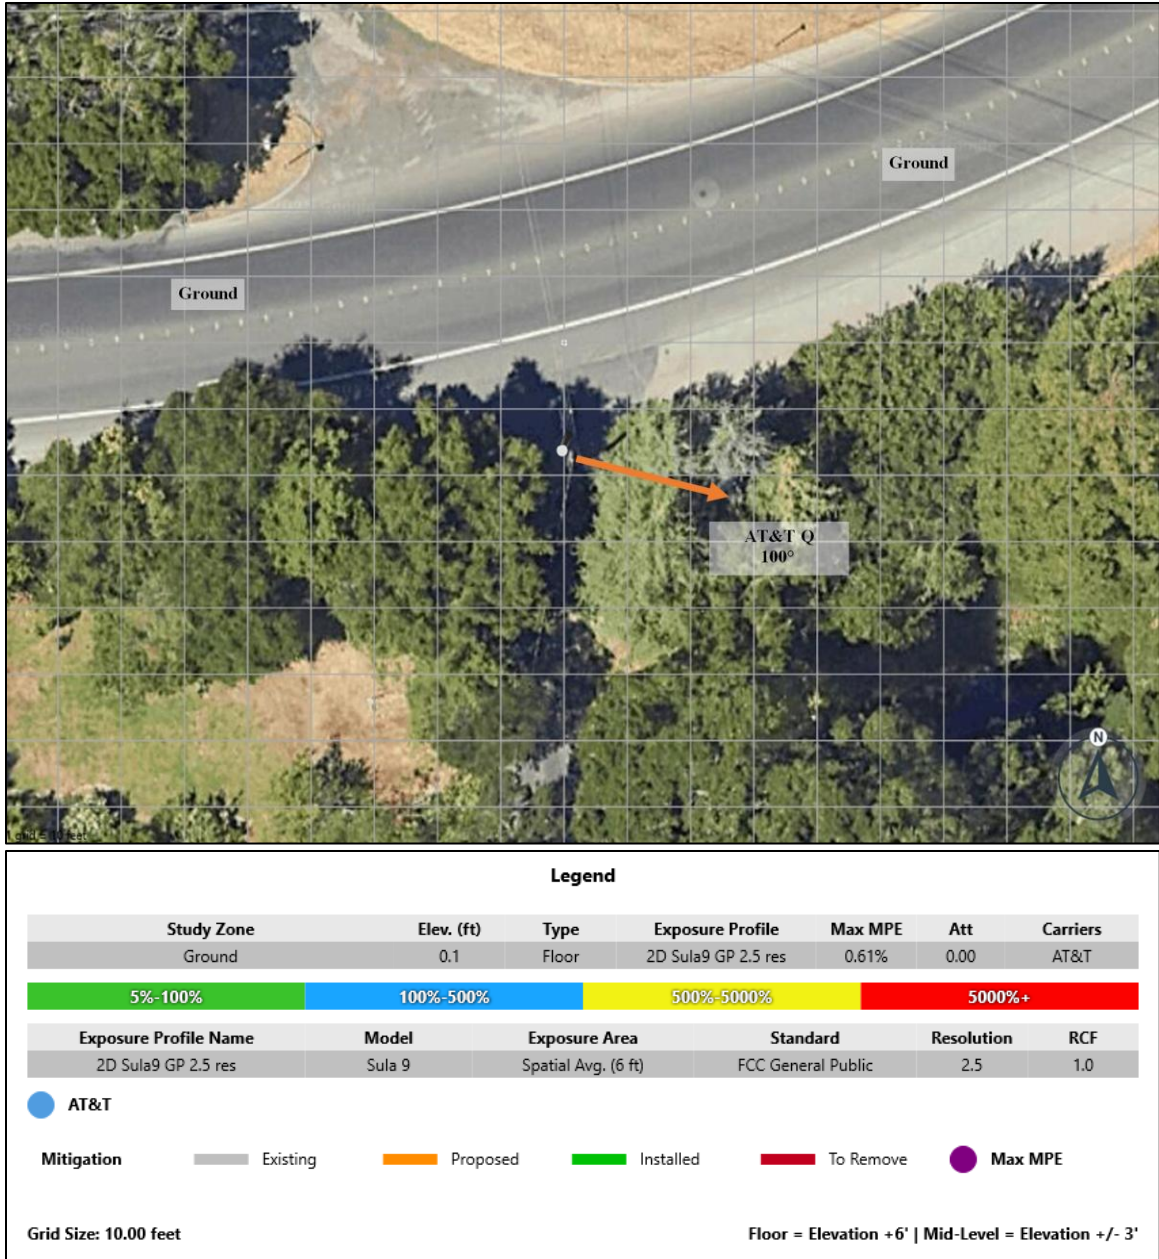 Ground
Ground
AT&T Q
100°
N
Legend
Study Zone Elev. (ft) Type Exposure Profile Max MPE Att Carriers
Ground 0.1 Floor 2D Sula9 GP 2.5 res 0.61% 0.00 AT&T
5%-100% 100%-500% 500%-5000% 5000%+
Exposure Profile Name Model Exposure Area Standard Resolution RCF
2D Sula9 GP 2.5 res Sula 9 Spatial Avg. (6 ft) FCC General Public 2.5 1.0
AT&T
Mitigation Existing Proposed Installed To Remove Max MPE
Grid Size: 10.00 feet Floor = Elevation +6' | Mid-Level = Elevation +/- 3'